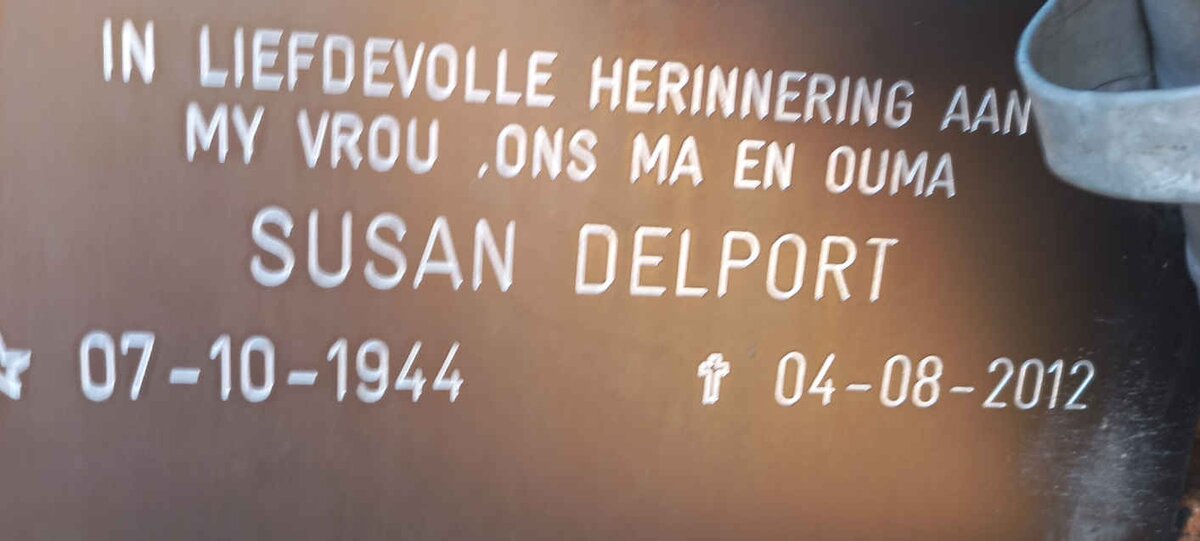 IN LIEFDEVOLLE HERINNERING AAN
MY VROU ,ONS MA EN OUMA
SUSAN DELPORT
07-10-1944 ✝ 04-08-2012